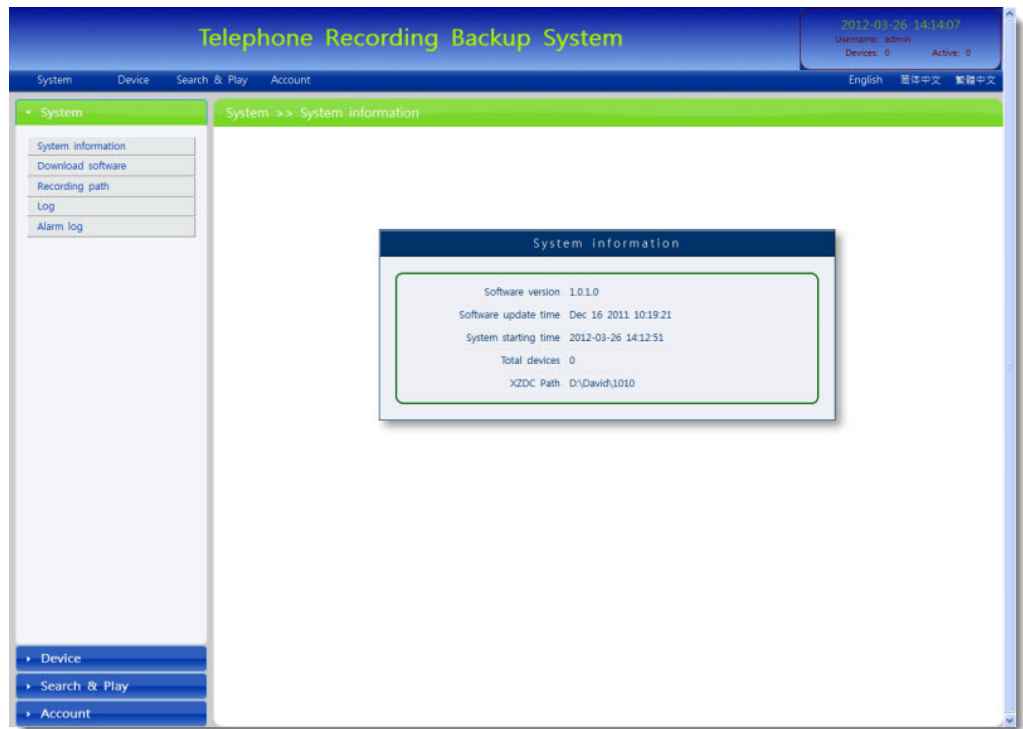 Telephone Recording Backup System
2012-03-26 14:14:07
Username: admin
Devices: 0 Active: 0
System Device Search & Play Account English 简体中文 繁體中文
System
System >> System information
System information
Download software
Recording path
Log
Alarm log
System information
Software version 1.0.1.0
Software update time Dec 16 2011 10:19:21
System starting time 2012-03-26 14:12:51
Total devices 0
XZDC Path D:\David\1010
Device
Search & Play
Account